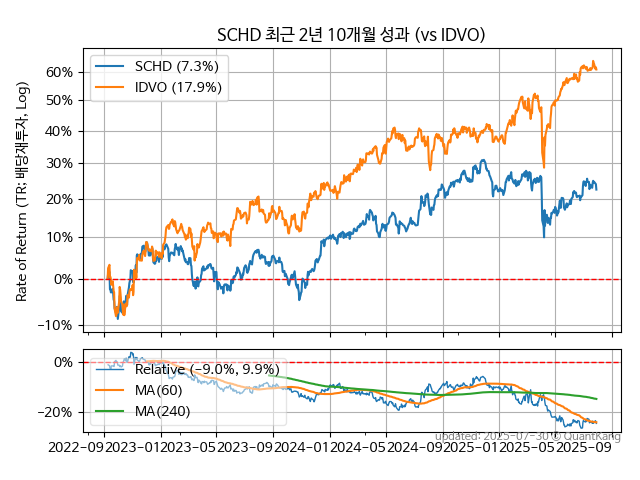 SCHD 최근 2년 10개월 성과 (vs IDVO)
Rate of Return (TR: 배당재투자, Log)
SCHD (7.3%)
IDVO (17.9%)
60%
50%
40%
30%
20%
10%
0%
−10%
Relative (−9.0%, 9.9%)
MA(60)
MA(240)
0%
−20%
updated: 2025-07-30 © QuantKang
2022-09 2023-01 2023-05 2023-09 2024-01 2024-05 2024-09 2025-01 2025-05 2025-09